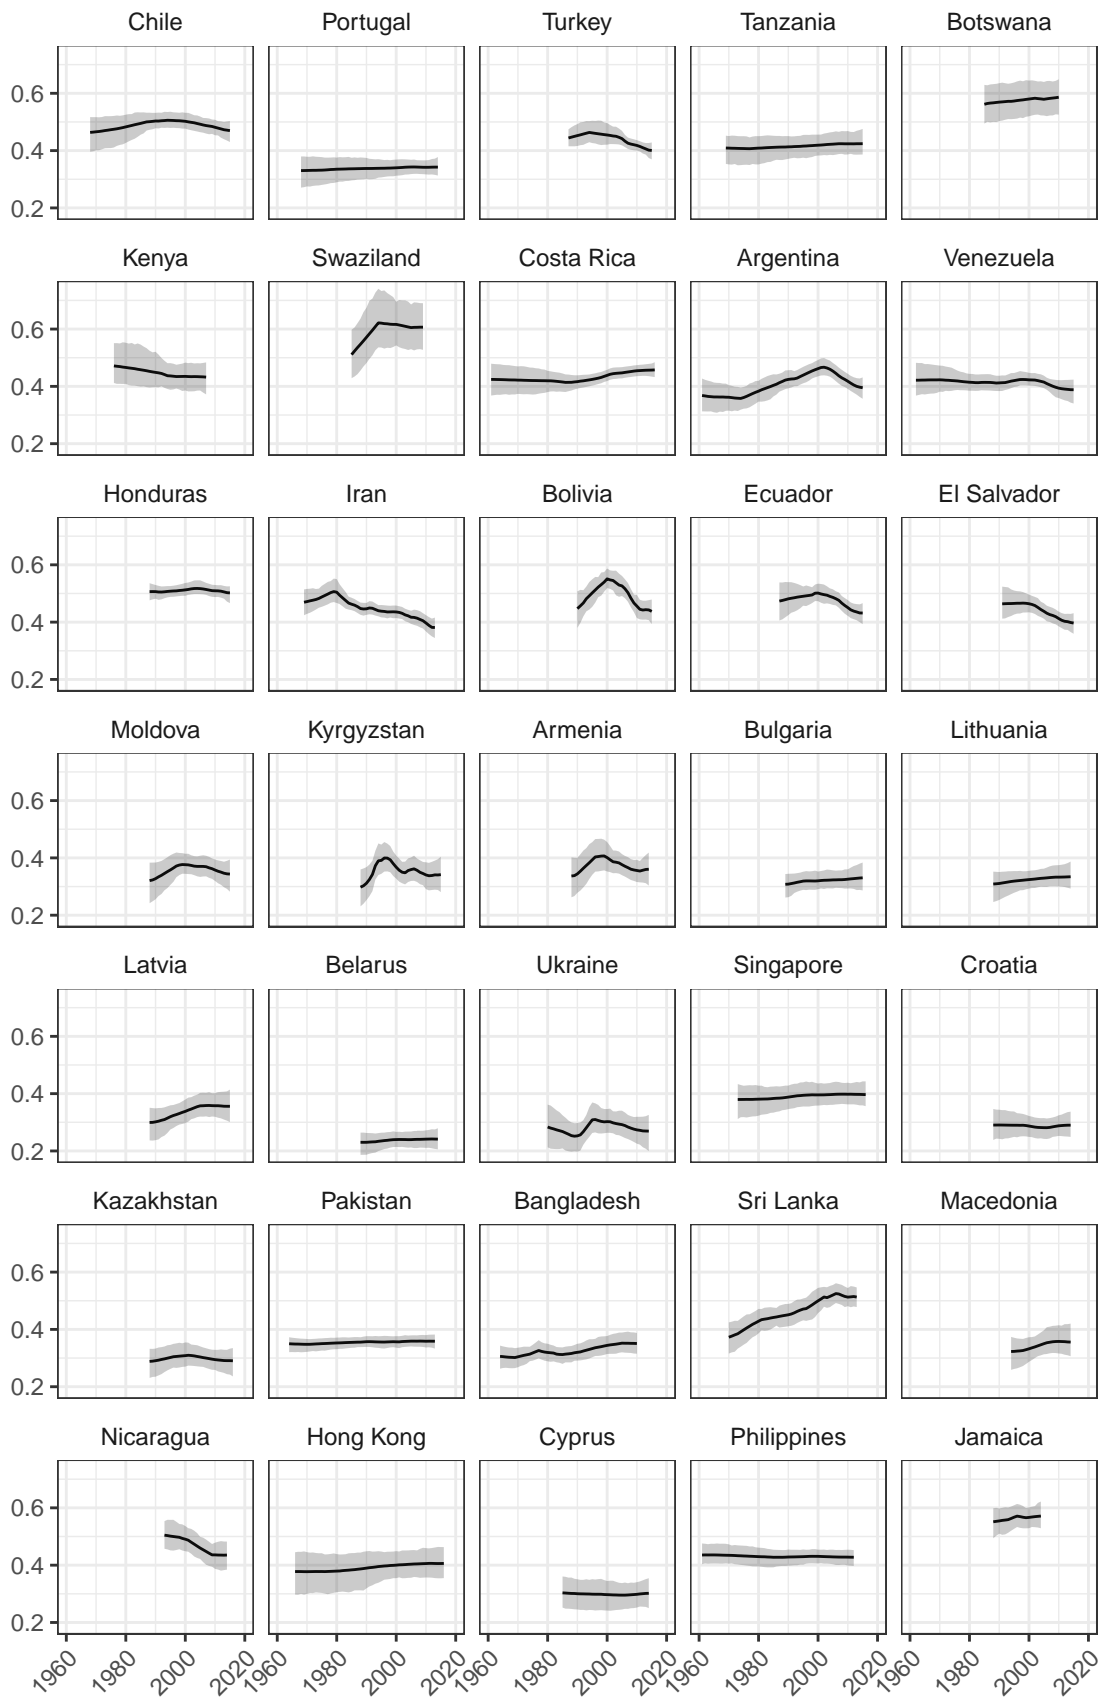 Chile Portugal Turkey Tanzania Botswana
0.6
0.4
0.2
Kenya Swaziland Costa Rica Argentina Venezuela
0.6
0.4
0.2
Honduras Iran Bolivia Ecuador El Salvador
0.6
0.4
0.2
Moldova Kyrgyzstan Armenia Bulgaria Lithuania
0.6
0.4
0.2
Latvia Belarus Ukraine Singapore Croatia
0.6
0.4
0.2
Kazakhstan Pakistan Bangladesh Sri Lanka Macedonia
0.6
0.4
0.2
Nicaragua Hong Kong Cyprus Philippines Jamaica
0.6
0.4
0.2
1960 1980 2000 2020 1960 1980 2000 2020 1960 1980 2000 2020 1960 1980 2000 2020 1960 1980 2000 2020